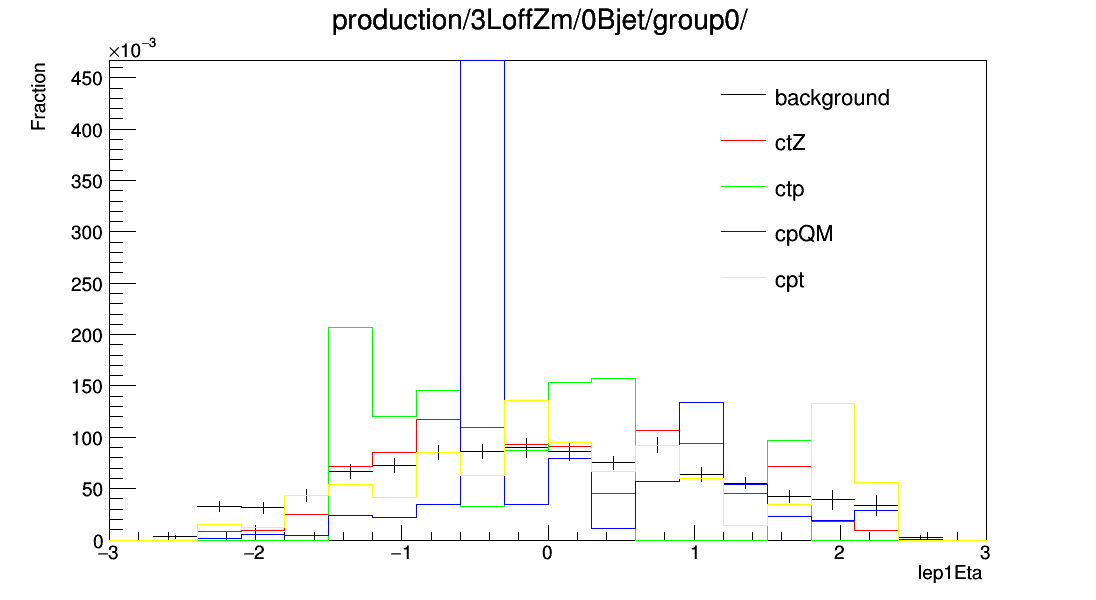 production/3LoffZm/0Bjet/group0/
×10⁻³
Fraction
450
400
350
300
250
200
150
100
50
0
background
ctZ
ctp
cpQM
cpt
−3 −2 −1 0 1 2 3
lep1Eta